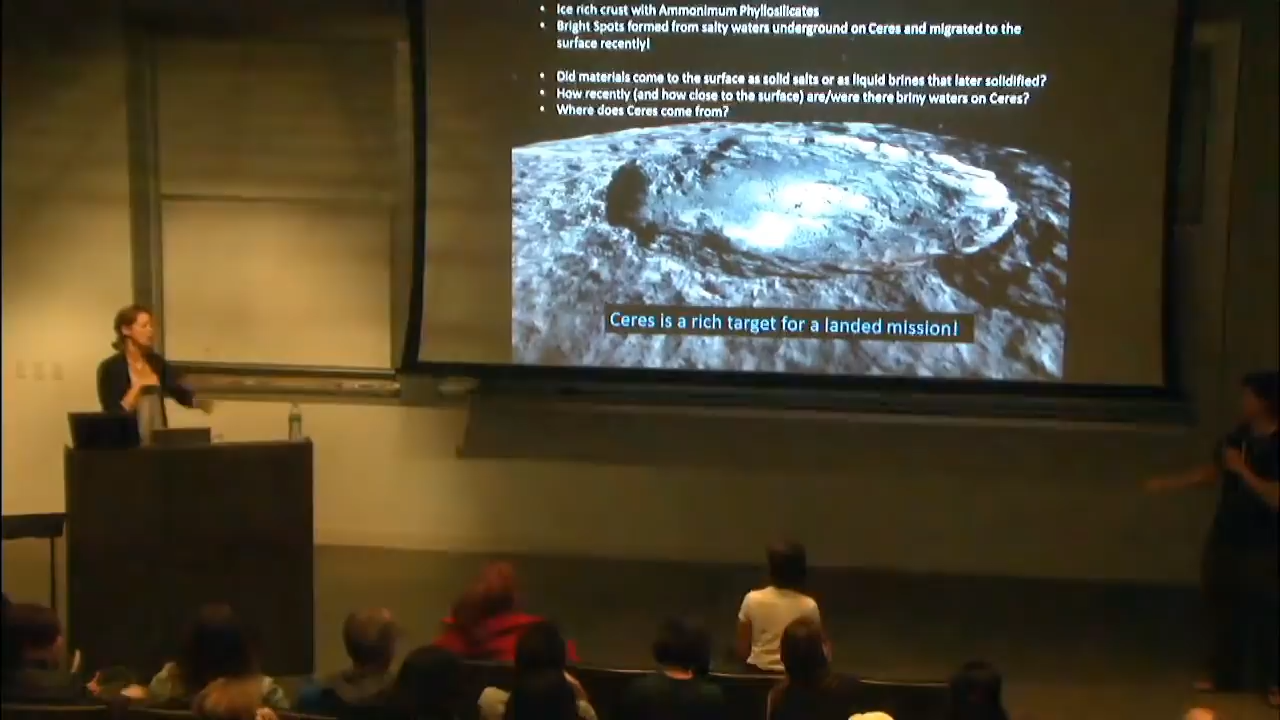 • Ice rich crust with Ammonimum Phyllosilicates
• Bright Spots formed from salty waters underground on Ceres and migrated to the
surface recently!
• Did materials come to the surface as solid salts or as liquid brines that later solidified?
• How recently (and how close to the surface) are/were there briny waters on Ceres?
• Where does Ceres come from?
Ceres is a rich target for a landed mission!